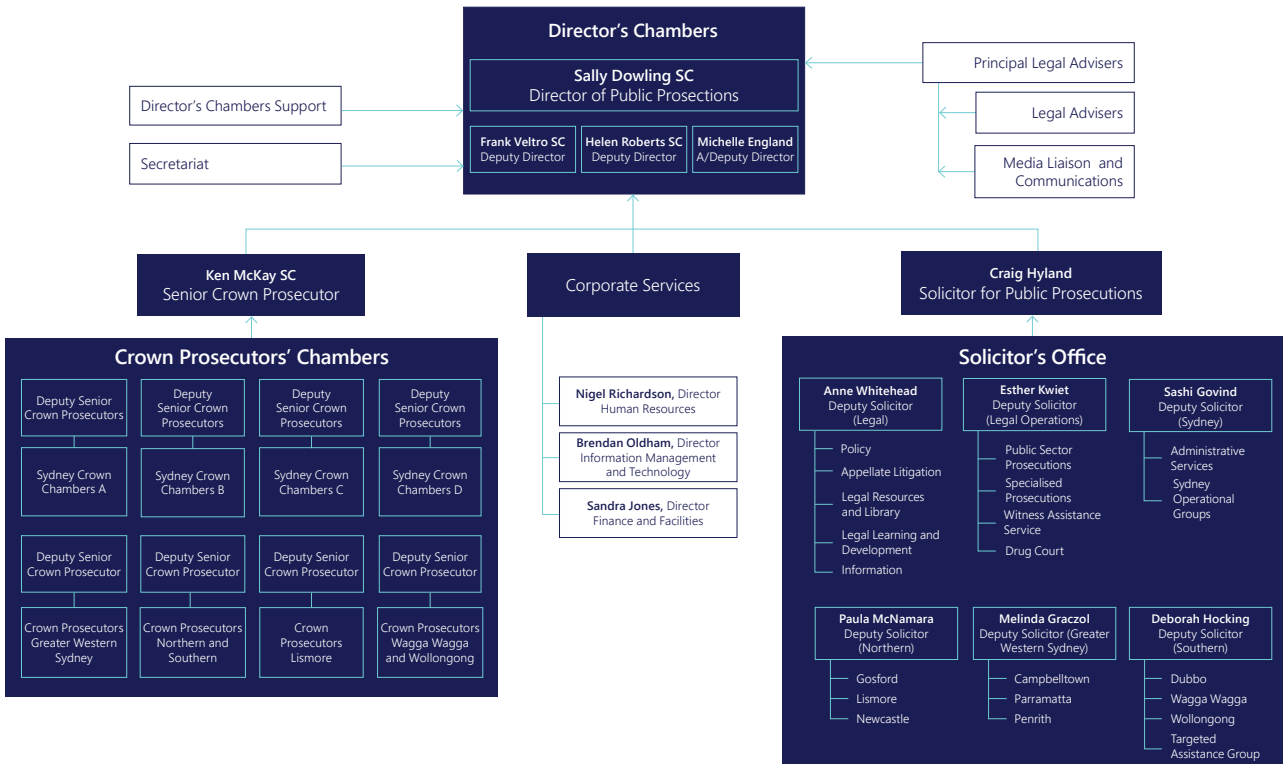 Director's Chambers
Sally Dowling SC
Director of Public Prosections
Frank Veltro SC
Deputy Director
Helen Roberts SC
Deputy Director
Michelle England
A/Deputy Director
Director's Chambers Support
Secretariat
Principal Legal Advisers
Legal Advisers
Media Liaison and
Communications
Ken McKay SC
Senior Crown Prosecutor
Corporate Services
Craig Hyland
Solicitor for Public Prosecutions
Crown Prosecutors' Chambers
Deputy Senior
Crown Prosecutors
Deputy
Senior Crown
Prosecutors
Deputy
Senior Crown
Prosecutors
Deputy
Senior Crown
Prosecutors
Sydney Crown
Chambers A
Sydney Crown
Chambers B
Sydney Crown
Chambers C
Sydney Crown
Chambers D
Deputy Senior
Crown Prosecutor
Deputy Senior
Crown Prosecutor
Deputy Senior
Crown Prosecutor
Deputy Senior
Crown Prosecutor
Crown Prosecutors
Greater Western
Sydney
Crown Prosecutors
Northern and
Southern
Crown
Prosecutors
Lismore
Crown Prosecutors
Wagga Wagga
and Wollongong
Nigel Richardson, Director
Human Resources
Brendan Oldham, Director
Information Management
and Technology
Sandra Jones, Director
Finance and Facilities
Solicitor's Office
Anne Whitehead
Deputy Solicitor
(Legal)
Policy
Appellate Litigation
Legal Resources
and Library
Legal Learning and
Development
Information
Esther Kwiet
Deputy Solicitor
(Legal Operations)
Public Sector
Prosecutions
Specialised
Prosecutions
Witness Assistance
Service
Drug Court
Sashi Govind
Deputy Solicitor
(Sydney)
Administrative
Services
Sydney
Operational
Groups
Paula McNamara
Deputy Solicitor
(Northern)
Gosford
Lismore
Newcastle
Melinda Graczol
Deputy Solicitor (Greater
Western Sydney)
Campbelltown
Parramatta
Penrith
Deborah Hocking
Deputy Solicitor
(Southern)
Dubbo
Wagga Wagga
Wollongong
Targeted
Assistance Group